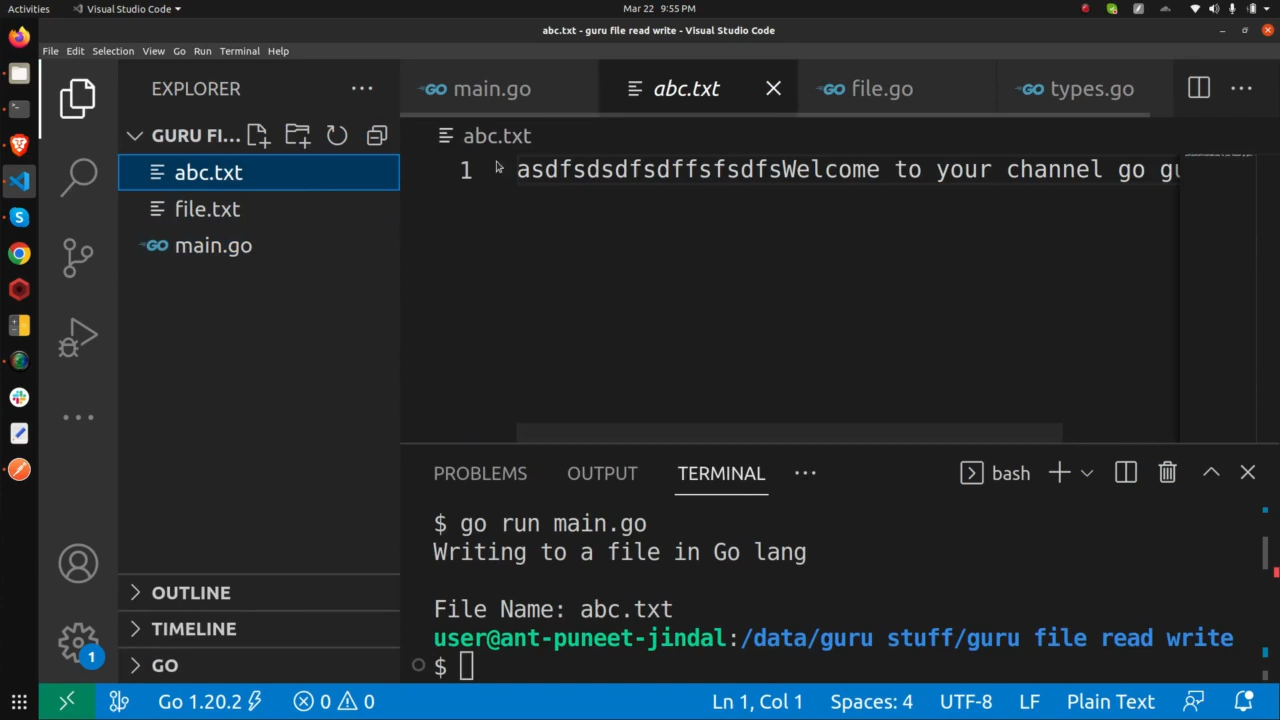 Activities
Visual Studio Code
Mar 22 9:55 PM
abc.txt - guru file read write - Visual Studio Code
File Edit Selection View Go Run Terminal Help
EXPLORER
main.go
abc.txt
file.go
types.go
GURU FI...
abc.txt
1 asdfsdsdfsdffsfsdfsWelcome to your channel go
abc.txt
file.txt
GO main.go
PROBLEMS OUTPUT TERMINAL
bash
$ go run main.go
Writing to a file in Go lang
File Name: abc.txt
user@ant-puneet-jindal:/data/guru stuff/guru file read write
$
OUTLINE
TIMELINE
GO
1
Go 1.20.2
0 0
Ln 1, Col 1
Spaces: 4
UTF-8
LF
Plain Text